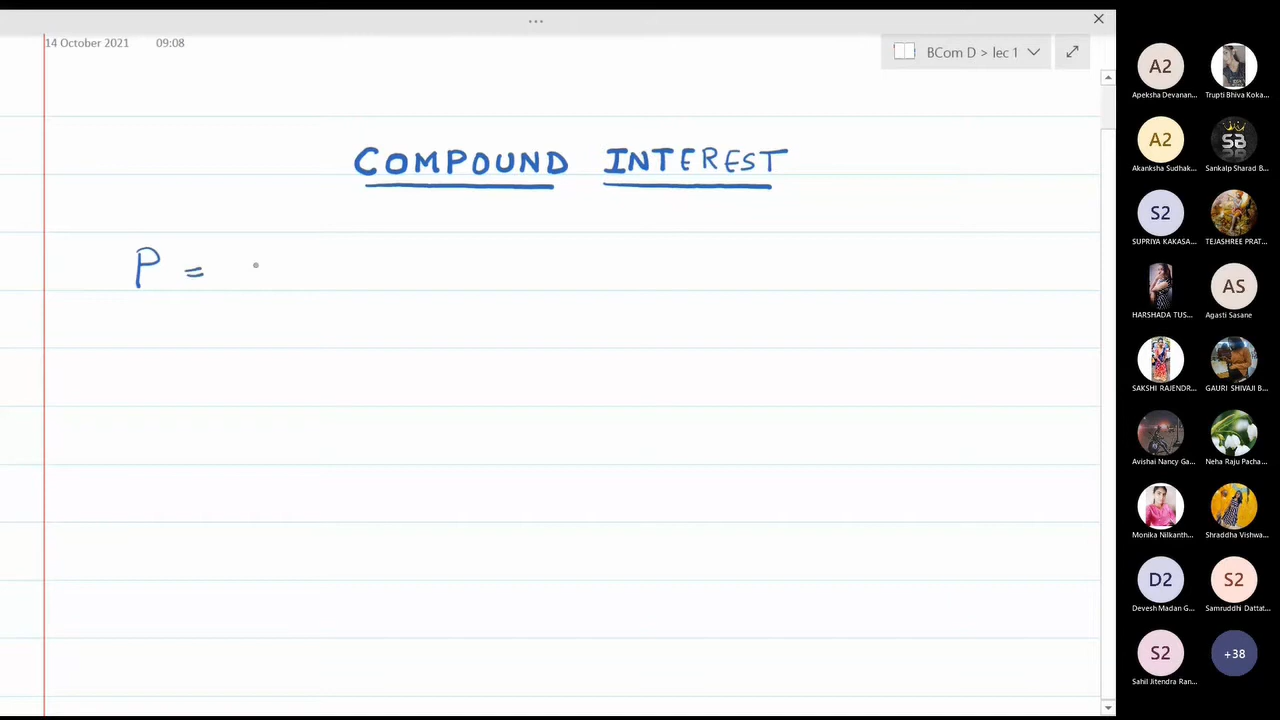 14 October 2021 09:08
BCom D > lec 1
COMPOUND INTEREST
P =
A2
Apeksha Devanan...
Trupti Bhiva Koka...
A2
SB
Akanksha Sudhak...
Sankalp Sharad B...
S2
SUPRIYA KAKASA...
TEJASHREE PRAT...
AS
HARSHADA TUS...
Agasti Sasane
SAKSHI RAJENDR...
GAURI SHIVAJI B...
Avishai Nancy Ga...
Neha Raju Pacha...
Monika Nilkanth...
Shraddha Vishwa...
D2
S2
Devesh Madan G...
Samruddhi Dattat...
S2
+38
Sahil Jitendra Ran...